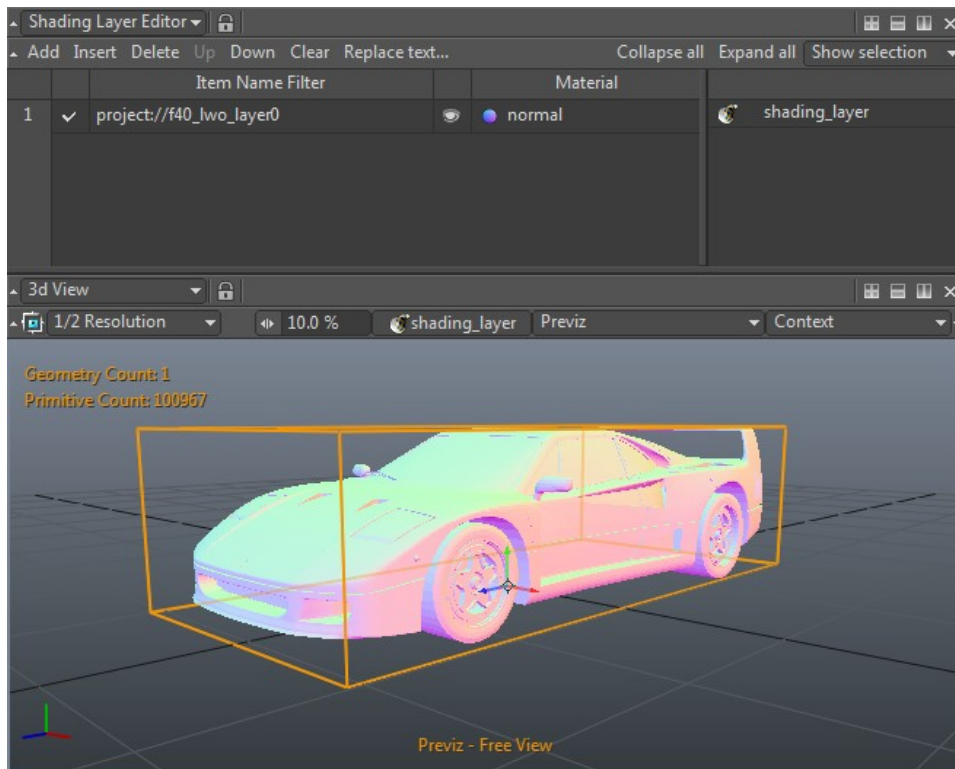 Shading Layer Editor
Add Insert Delete Up Down Clear Replace text... Collapse all Expand all Show selection
Item Name Filter Material
1 project://f40_lwo_layer0 normal shading_layer
3d View
1/2 Resolution 10.0 % shading_layer Previz Context
Geometry Count: 1
Primitive Count: 100967
Previz - Free View